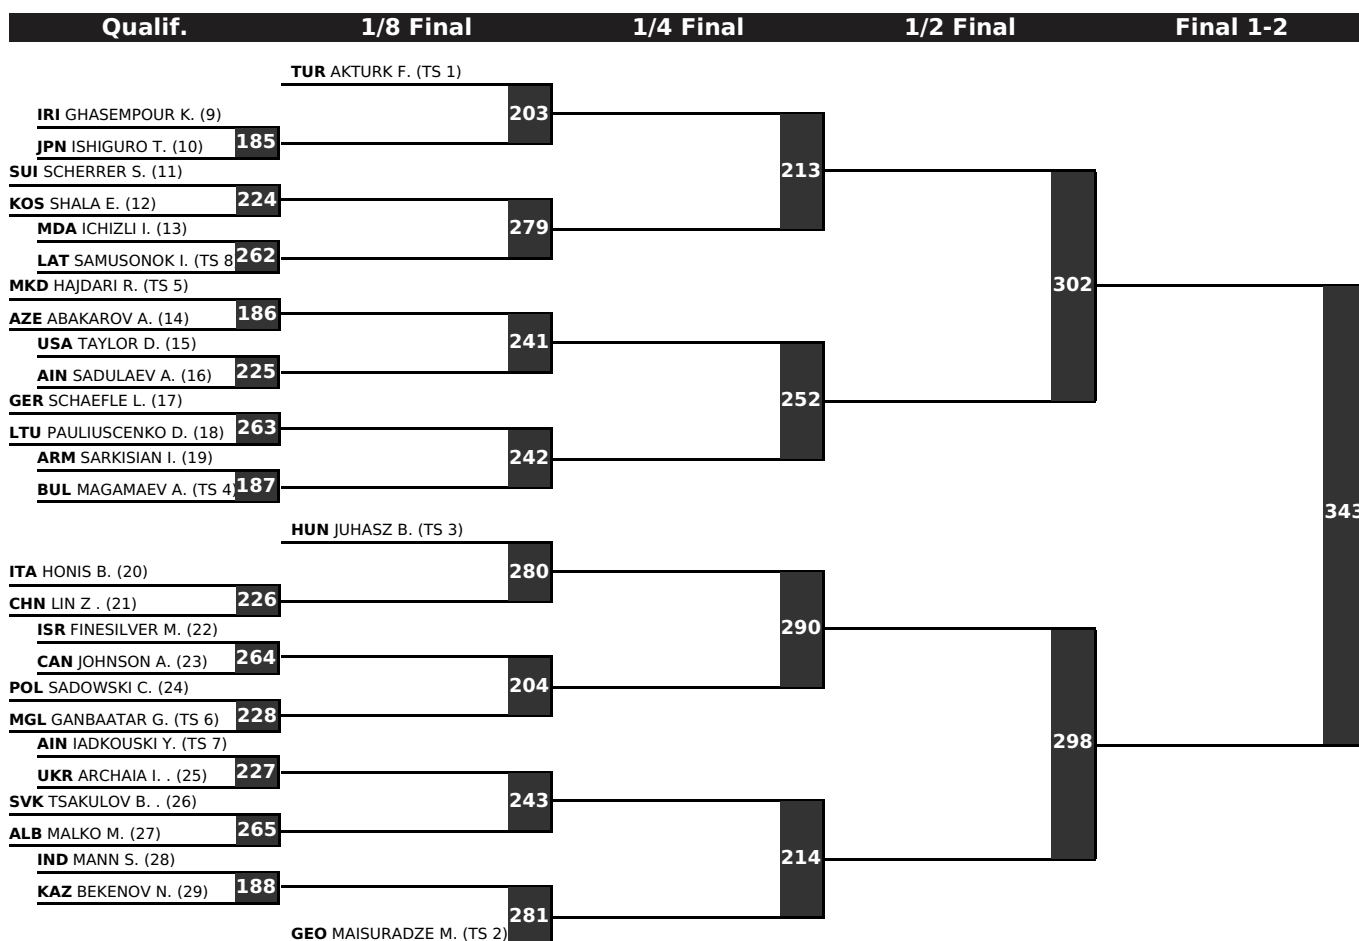 Qualif. 1/8 Final 1/4 Final 1/2 Final Final 1-2
TUR AKTURK F. (TS 1)
203
IRI GHASEMPOUR K. (9)
JPN ISHIGURO T. (10) 185
SUI SCHERRER S. (11)
213
KOS SHALA E. (12) 224
MDA ICHIZLI I. (13)
279
LAT SAMUSONOK I. (TS 8 262
MKD HAJDARI R. (TS 5)
302
AZE ABAKAROV A. (14) 186
USA TAYLOR D. (15)
241
AIN SADULAEV A. (16) 225
GER SCHAEFLE L. (17)
252
LTU PAULIUSCENKO D. (18) 263
ARM SARKISIAN I. (19)
242
BUL MAGAMAEV A. (TS 4) 187
343
HUN JUHASZ B. (TS 3)
280
ITA HONIS B. (20)
CHN LIN Z . (21) 226
ISR FINESILVER M. (22)
290
CAN JOHNSON A. (23) 264
POL SADOWSKI C. (24)
204
MGL GANBAATAR G. (TS 6) 228
AIN IADKOUSKI Y. (TS 7)
298
UKR ARCHAIA I. . (25) 227
SVK TSAKULOV B. . (26)
243
ALB MALKO M. (27) 265
IND MANN S. (28)
214
KAZ BEKENOV N. (29) 188
281
GEO MAISURADZE M. (TS 2)